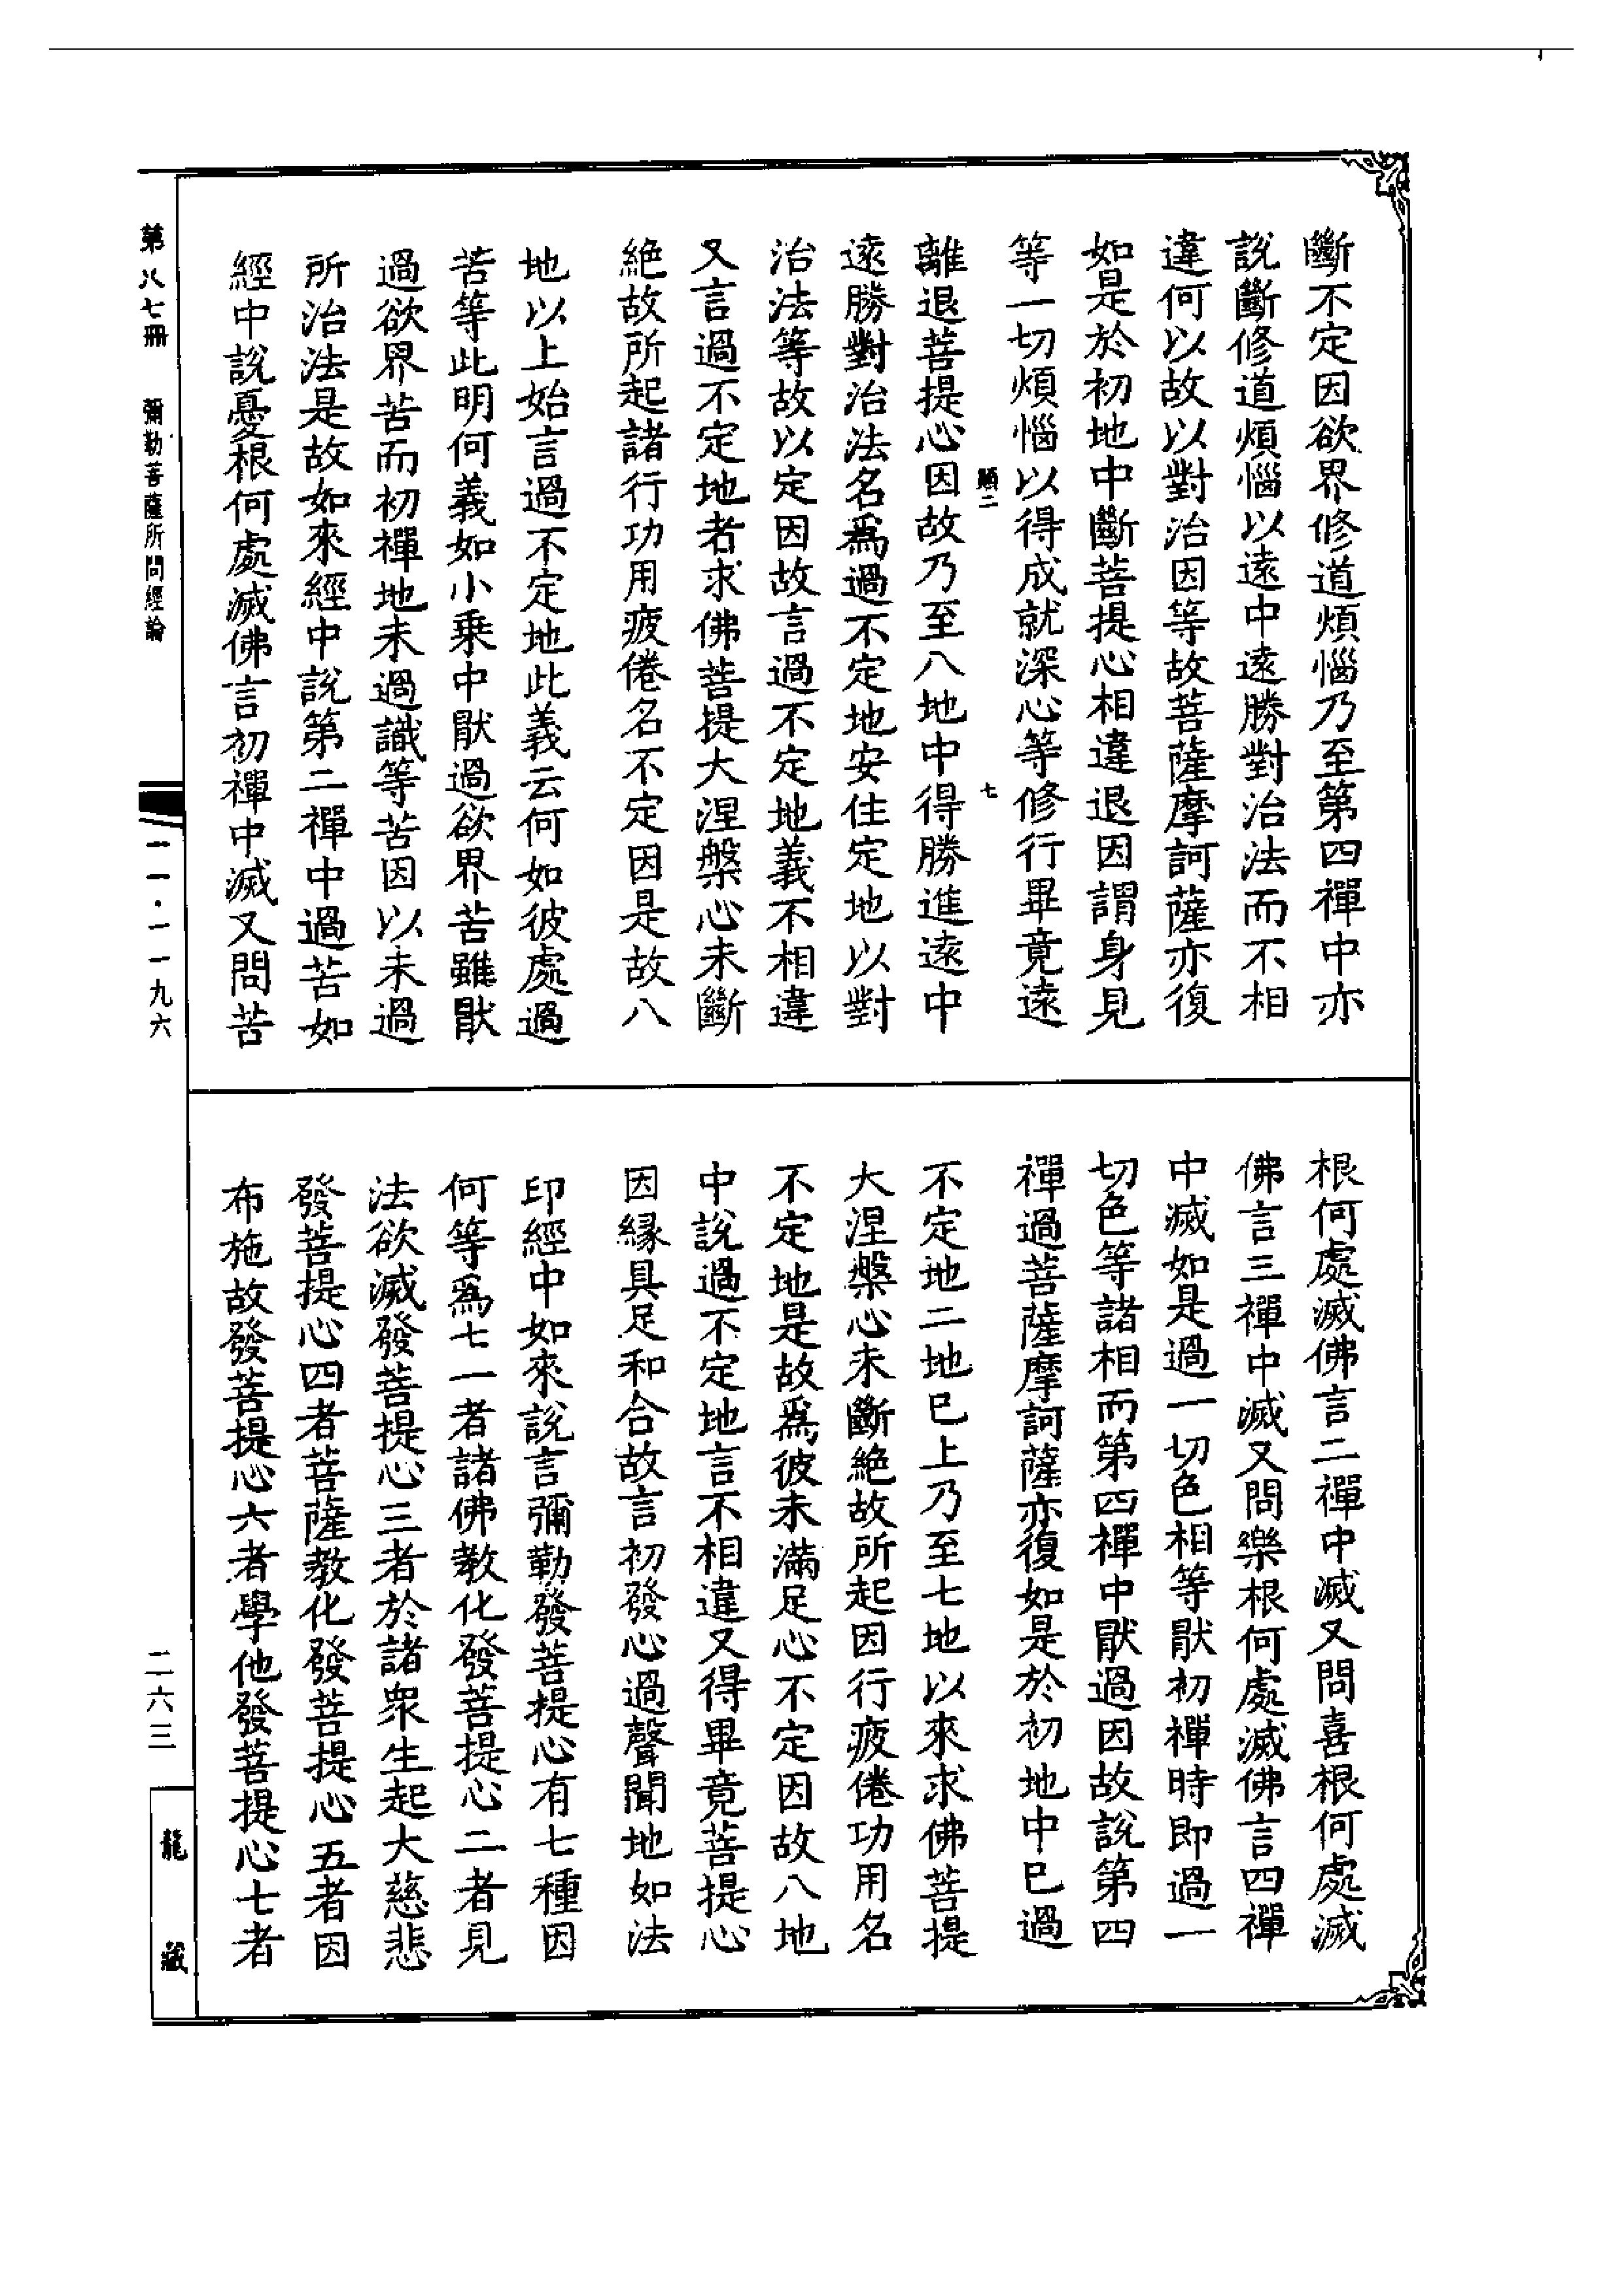 斷不定因欲界修道煩惱乃至第四禪中亦
說斷修道煩惱以遠中遠勝對治法而不相
違何以故以對治因等故菩薩摩訶薩亦復
如是於初地中斷菩提心相違退因謂身見
等一切煩惱以得成就深心等修行畢竟遠
顯二 七
離退菩提心因故乃至八地中得勝進遠中
遠勝對治法名爲過不定地安住定地以對
治法等故以定因故言過不定地義不相違
又言過不定地者求佛菩提大涅槃心未斷
絶故所起諸行功用疲倦名不定因是故八
地以上始言過不定地此義云何如彼處過
苦等此明何義如小乗中猒過欲界苦雖猒
過欲界苦而初禪地未過識等苦因以未過
所治法是故如來經中說第二禪中過苦如
經中說憂根何處滅佛言初禪中滅又問苦
根何處滅佛言二禪中滅又問喜根何處滅
佛言三禪中滅又問樂根何處滅佛言四禪
中滅如是過一切色相等猒初禪時即過一
切色等諸相而第四禪中猒過因故說第四
禪過菩薩摩訶薩亦復如是於初地中已過
不定地二地已上乃至七地以來求佛菩提
大涅槃心未斷絶故所起因行疲倦功用名
不定地是故爲彼未滿足心不定因故八地
中說過不定地言不相違又得畢竟菩提心
因緣具足和合故言初發心過聲聞地如法
印經中如來說言彌勒發菩提心有七種因
何等爲七一者諸佛教化發菩提心二者見
法欲滅發菩提心三者於諸衆生起大慈悲
發菩提心四者菩薩教化發菩提心五者因
布施故發菩提心六者學他發菩提心七者
第八七冊 彌勒菩薩所問經論
一一·一一九六
二六三
龍藏